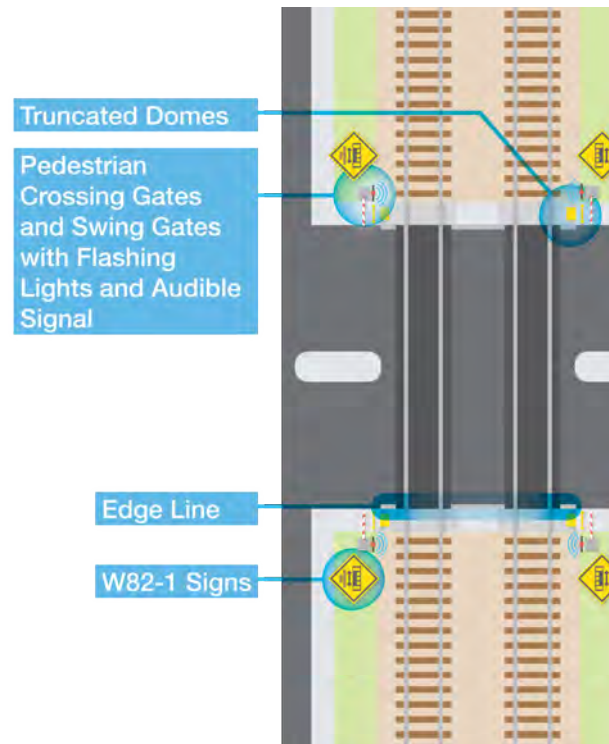 Truncated Domes
Pedestrian
Crossing Gates
and Swing Gates
with Flashing
Lights and Audible
Signal
Edge Line
W82-1 Signs